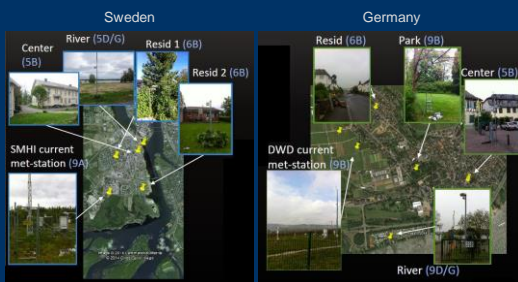 Sweden
Germany
River (5D/G)
Center
(5B)
Resid 1 (6B)
Resid 2 (6B)
SMHI current
met-station (9A)
Resid (6B)
Park (9B)
Center (5B)
DWD current
met-station (9B)
River (9D/G)